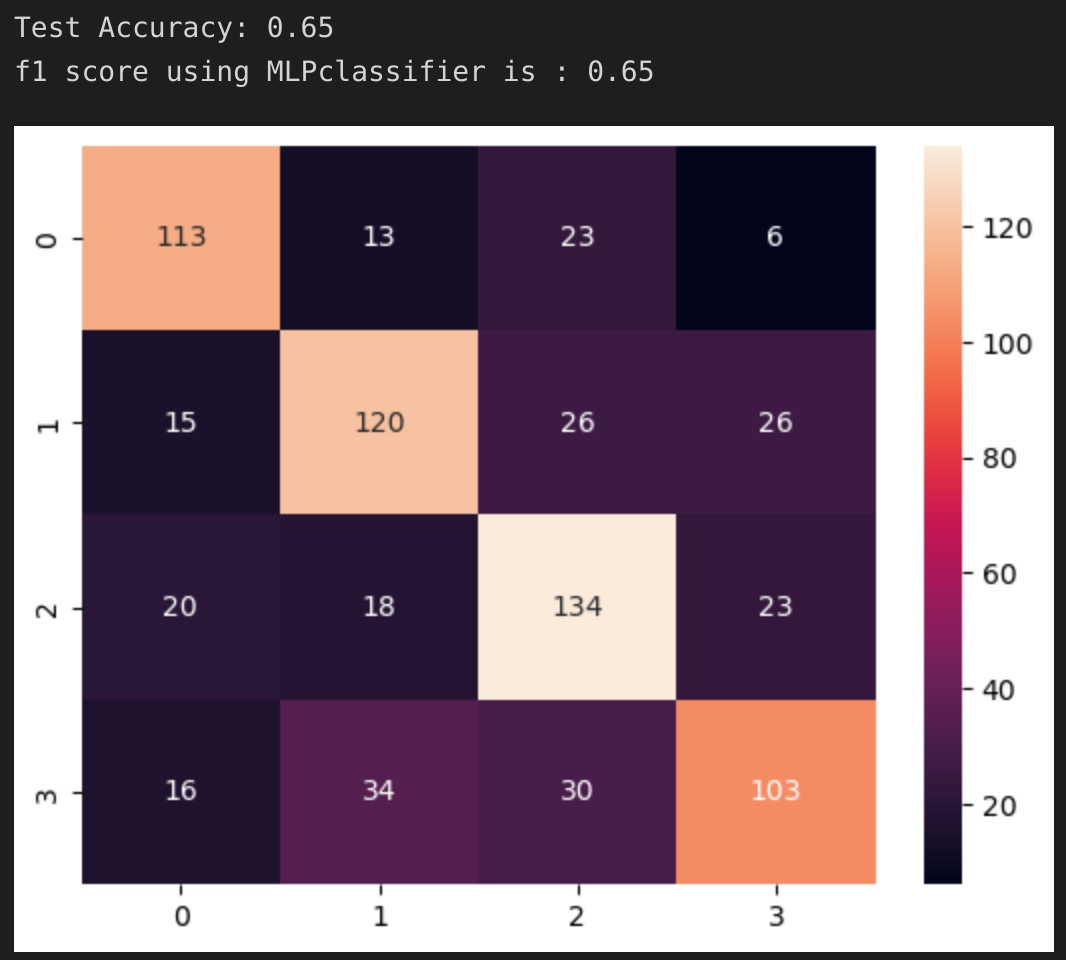 Test Accuracy: 0.65
f1 score using MLPclassifier is : 0.65
0 113 13 23 6
1 15 120 26 26
2 20 18 134 23
3 16 34 30 103
0 1 2 3
120
100
80
60
40
20